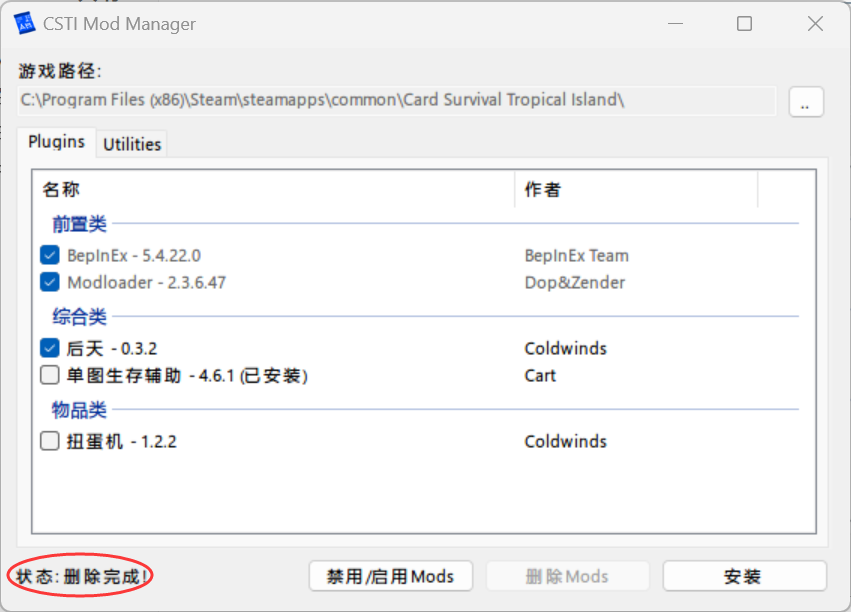 CSTI Mod Manager
游戏路径:
C:\Program Files (x86)\Steam\steamapps\common\Card Survival Tropical Island\
..
Plugins Utilities
名称 作者
前置类
BepInEx - 5.4.22.0 BepInEx Team
Modloader - 2.3.6.47 Dop&Zender
综合类
后天 - 0.3.2 Coldwinds
单图生存辅助 - 4.6.1 (已安装) Cart
物品类
扭蛋机 - 1.2.2 Coldwinds
状态: 删除完成! 禁用/启用Mods 删除Mods 安装